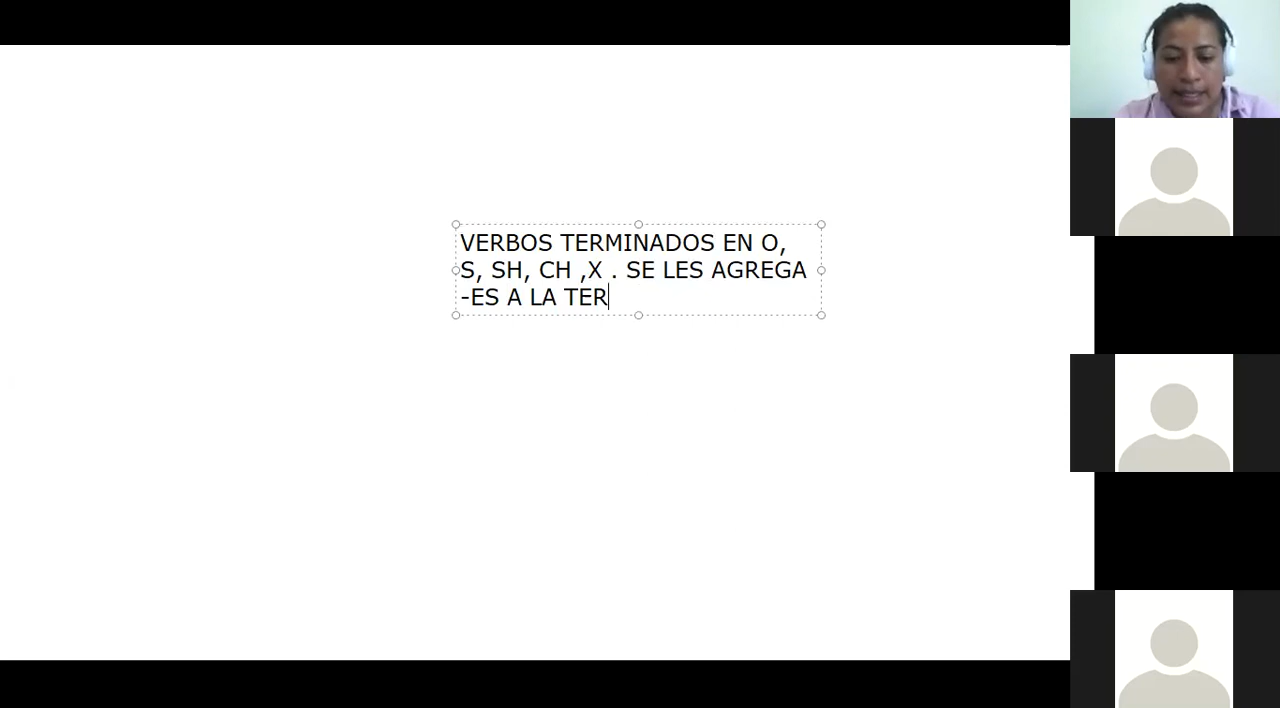 VERBOS TERMINADOS EN O,
S, SH, CH ,X . SE LES AGREGA
-ES A LA TER